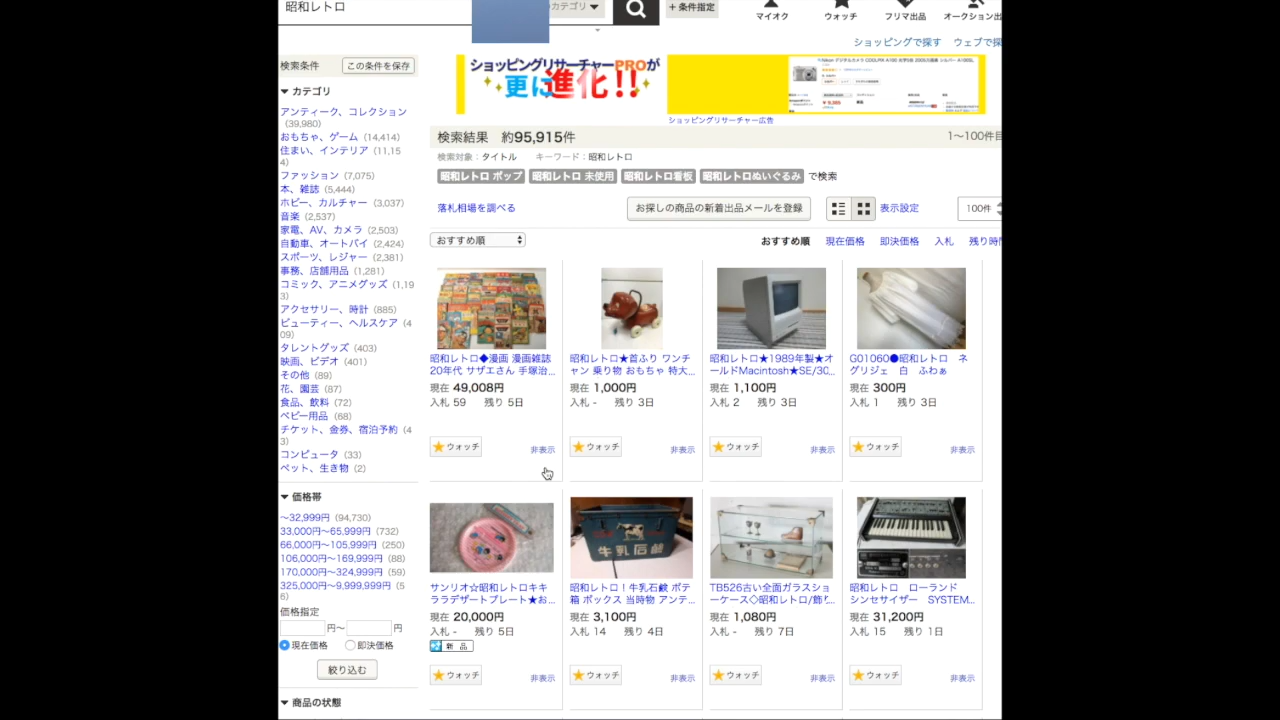 昭和レトロ
カテゴリ
+ 条件指定
マイオク
ウォッチ
フリマ出品
オークション出
ショッピングで探す ウェブで探
検索条件
この条件を保存
カテゴリ
アンティーク、コレクション
(39,980)
おもちゃ、ゲーム (14,414)
住まい、インテリア (11,15
4)
ファッション (7,075)
本、雑誌 (5,444)
ホビー、カルチャー (3,037)
音楽 (2,537)
家電、AV、カメラ (2,503)
自動車、オートバイ (2,424)
スポーツ、レジャー (2,381)
事務、店舗用品 (1,281)
コミック、アニメグッズ (1,19
3)
アクセサリー、時計 (885)
ビューティー、ヘルスケア (4
09)
タレントグッズ (403)
映画、ビデオ (401)
その他 (89)
花、園芸 (87)
食品、飲料 (72)
ベビー用品 (68)
チケット、金券、宿泊予約 (4
3)
コンピュータ (33)
ペット、生き物 (2)
価格帯
〜32,999円 (94,730)
33,000円〜65,999円 (732)
66,000円〜105,999円 (250)
106,000円〜169,999円 (88)
170,000円〜324,999円 (59)
325,000円〜9,999,999円 (5
6)
価格指定
円〜 円
現在価格 即決価格
絞り込む
商品の状態
ショッピングリサーチャーPROが
更に進化!!
ショッピングリサーチャー広告
検索結果 約95,915件
1〜100件目
検索対象：タイトル キーワード：昭和レトロ
昭和レトロ ポップ 昭和レトロ 未使用 昭和レトロ看板 昭和レトロぬいぐるみ で検索
落札相場を調べる
お探しの商品の新着出品メールを登録
表示設定
100件
おすすめ順
おすすめ順 現在価格 即決価格 入札 残り時間
昭和レトロ◆漫画 漫画雑誌
20年代 サザエさん 手塚治...
現在 49,008円
入札 59 残り 5日
ウォッチ 非表示
昭和レトロ★首ふり ワンチ
ャン 乗り物 おもちゃ 特大...
現在 1,000円
入札 - 残り 3日
ウォッチ 非表示
昭和レトロ★1989年製★オ
ールドMacintosh★SE/30...
現在 1,100円
入札 2 残り 3日
ウォッチ 非表示
G01060●昭和レトロ ネ
グリジェ 白 ふわぁ
現在 300円
入札 1 残り 3日
ウォッチ 非表示
サンリオ☆昭和レトロキキ
ララデザートプレート★お...
現在 20,000円
入札 - 残り 5日
新品
ウォッチ 非表示
牛乳石鹸
昭和レトロ！牛乳石鹸 ポテ
箱 ボックス 当時物 アンテ...
現在 3,100円
入札 14 残り 4日
ウォッチ 非表示
TB526古い全面ガラスショ
ーケース◇昭和レトロ/飾り...
現在 1,080円
入札 - 残り 7日
ウォッチ 非表示
昭和レトロ ローランド
シンセサイザー SYSTEM...
現在 31,200円
入札 15 残り 1日
ウォッチ 非表示